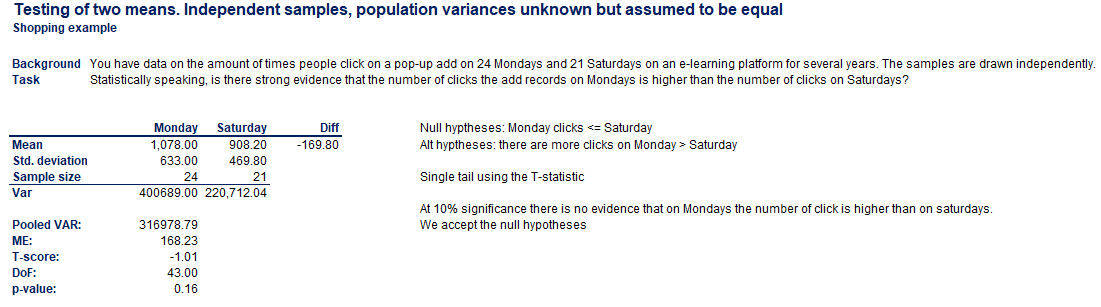 Testing of two means. Independent samples, population variances unknown but assumed to be equal
Shopping example
Background You have data on the amount of times people click on a pop-up add on 24 Mondays and 21 Saturdays on an e-learning platform for several years. The samples are drawn independently.
Task Statistically speaking, is there strong evidence that the number of clicks the add records on Mondays is higher than the number of clicks on Saturdays?
Monday Saturday Diff Null hyptheses: Monday clicks <= Saturday
Mean 1,078.00 908.20 -169.80 Alt hyptheses: there are more clicks on Monday > Saturday
Std. deviation 633.00 469.80
Sample size 24 21 Single tail using the T-statistic
Var 400689.00 220,712.04
At 10% significance there is no evidence that on Mondays the number of click is higher than on saturdays.
Pooled VAR: 316978.79 We accept the null hypotheses
ME: 168.23
T-score: -1.01
DoF: 43.00
p-value: 0.16